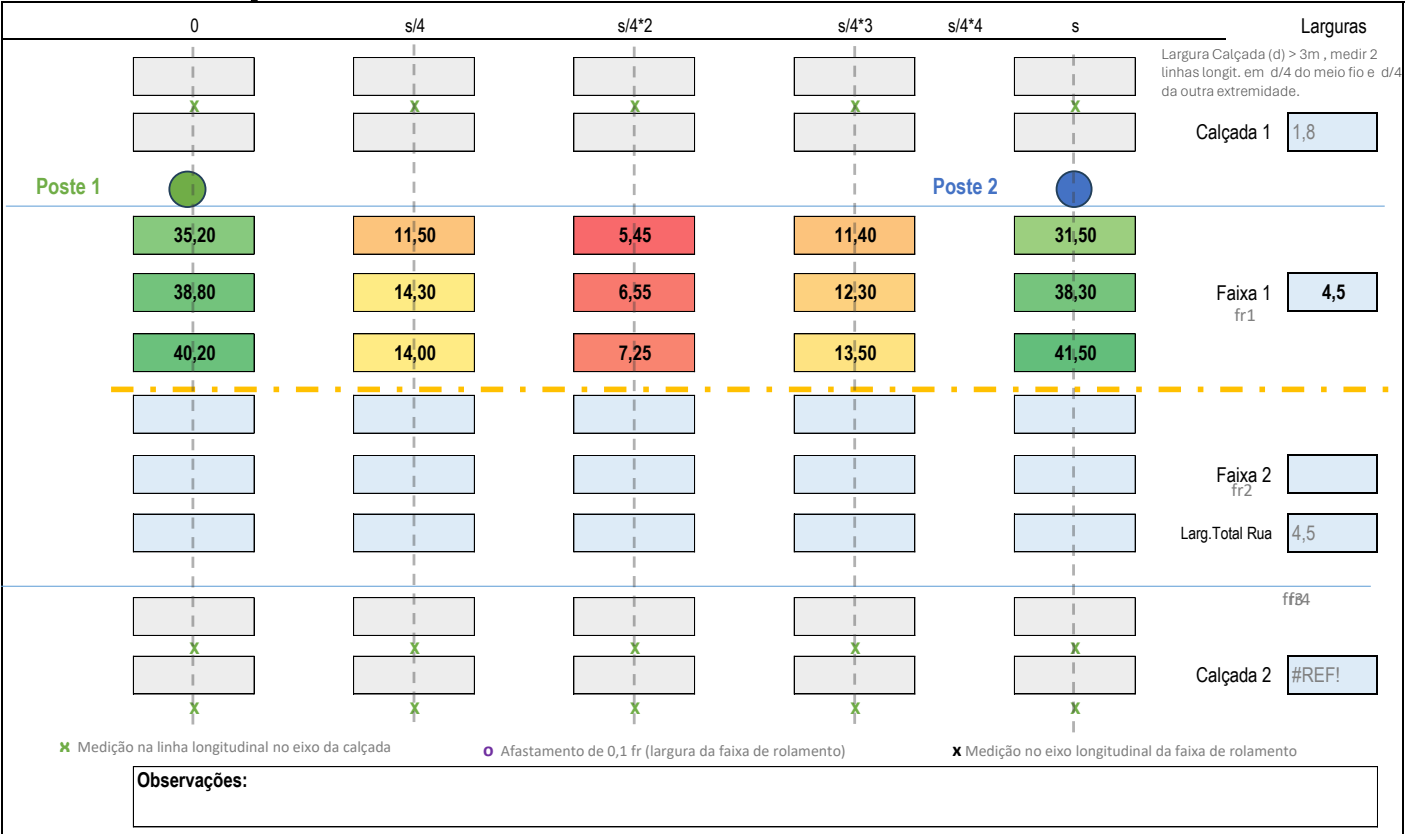 0 s/4 s/4*2 s/4*3 s/4*4 s Larguras
Largura Calçada (d) > 3m , medir 2
linhas longit. em d/4 do meio fio e d/4
da outra extremidade.
x x x x x
Calçada 1 1,8
Poste 1 Poste 2
35,20 11,50 5,45 11,40 31,50
38,80 14,30 6,55 12,30 38,30 Faixa 1 4,5
fr1
40,20 14,00 7,25 13,50 41,50
Faixa 2
fr2
Larg.Total Rua 4,5
x x x x x
Calçada 2 #REF!
x x x x x
x Medição na linha longitudinal no eixo da calçada o Afastamento de 0,1 fr (largura da faixa de rolamento) x Medição no eixo longitudinal da faixa de rolamento
Observações: